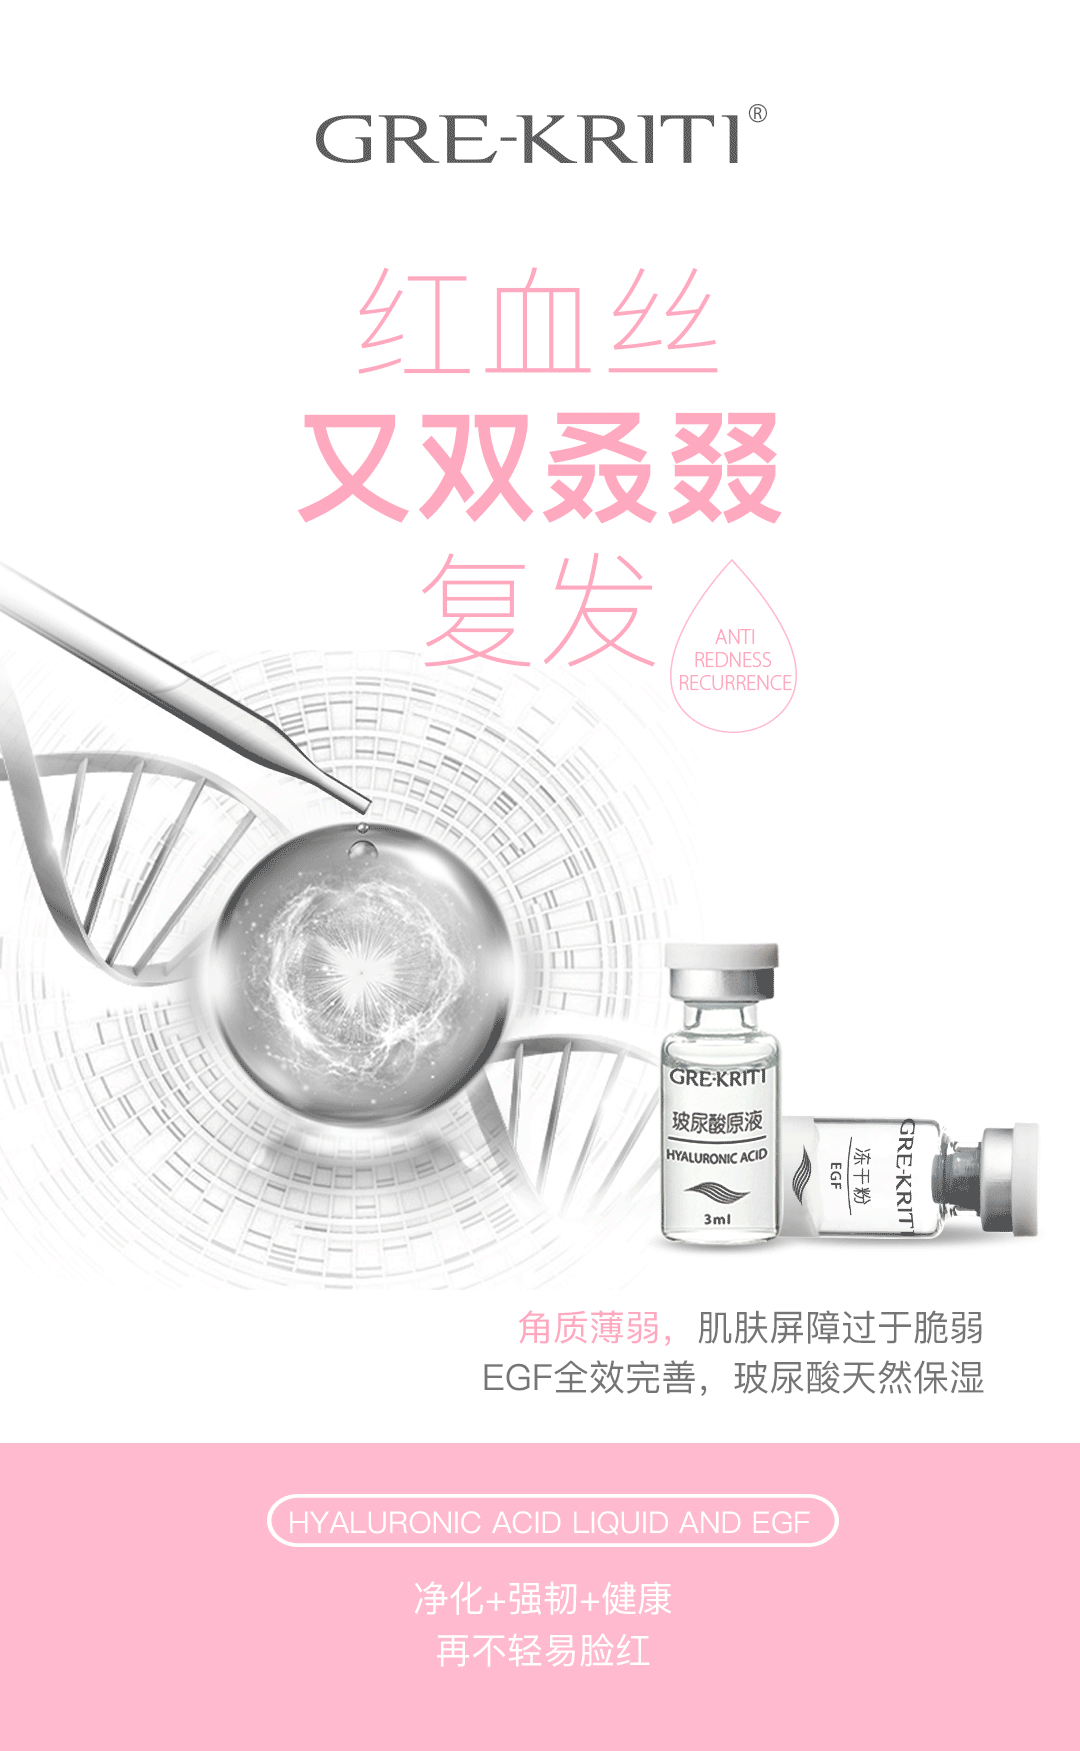 GRE-KRITI®
红血丝
又双叒叕
复发
ANTI
REDNESS
RECURRENCE
GRE-KRITI
玻尿酸原液
HYALURONIC ACID
3ml
GRE-KRIT
冻干粉
EGF
角质薄弱，肌肤屏障过于脆弱
EGF全效完善，玻尿酸天然保湿
HYALURONIC ACID LIQUID AND EGF
净化+强韧+健康
再不轻易脸红